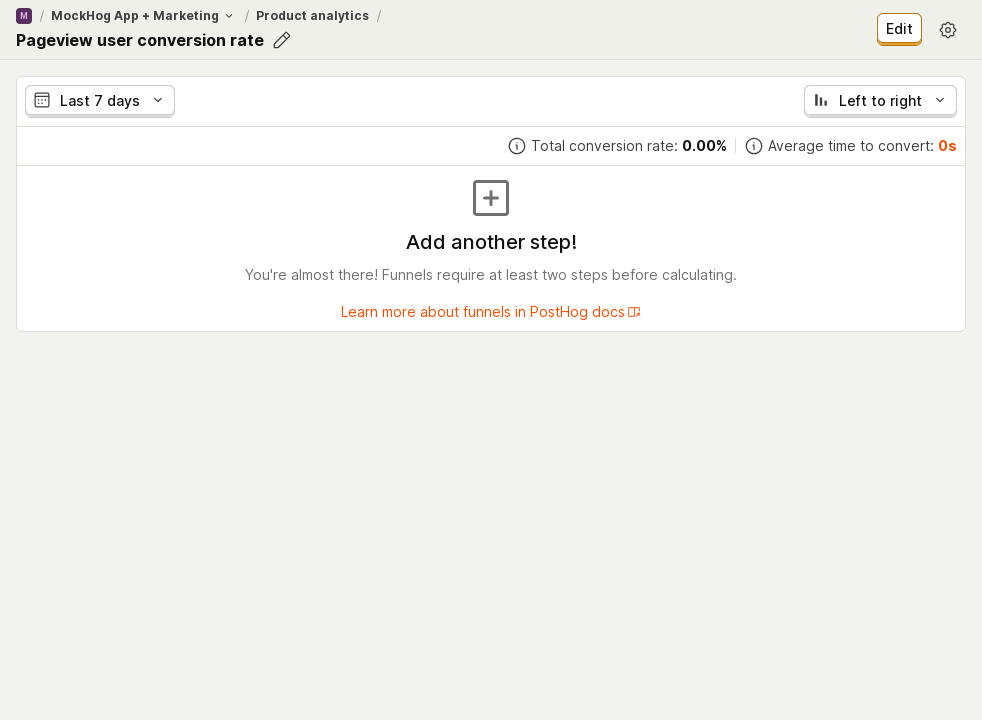 M / MockHog App + Marketing / Product analytics /
Pageview user conversion rate
Edit
Last 7 days
Left to right
Total conversion rate: 0.00%
Average time to convert: 0s
Add another step!
You're almost there! Funnels require at least two steps before calculating.
Learn more about funnels in PostHog docs